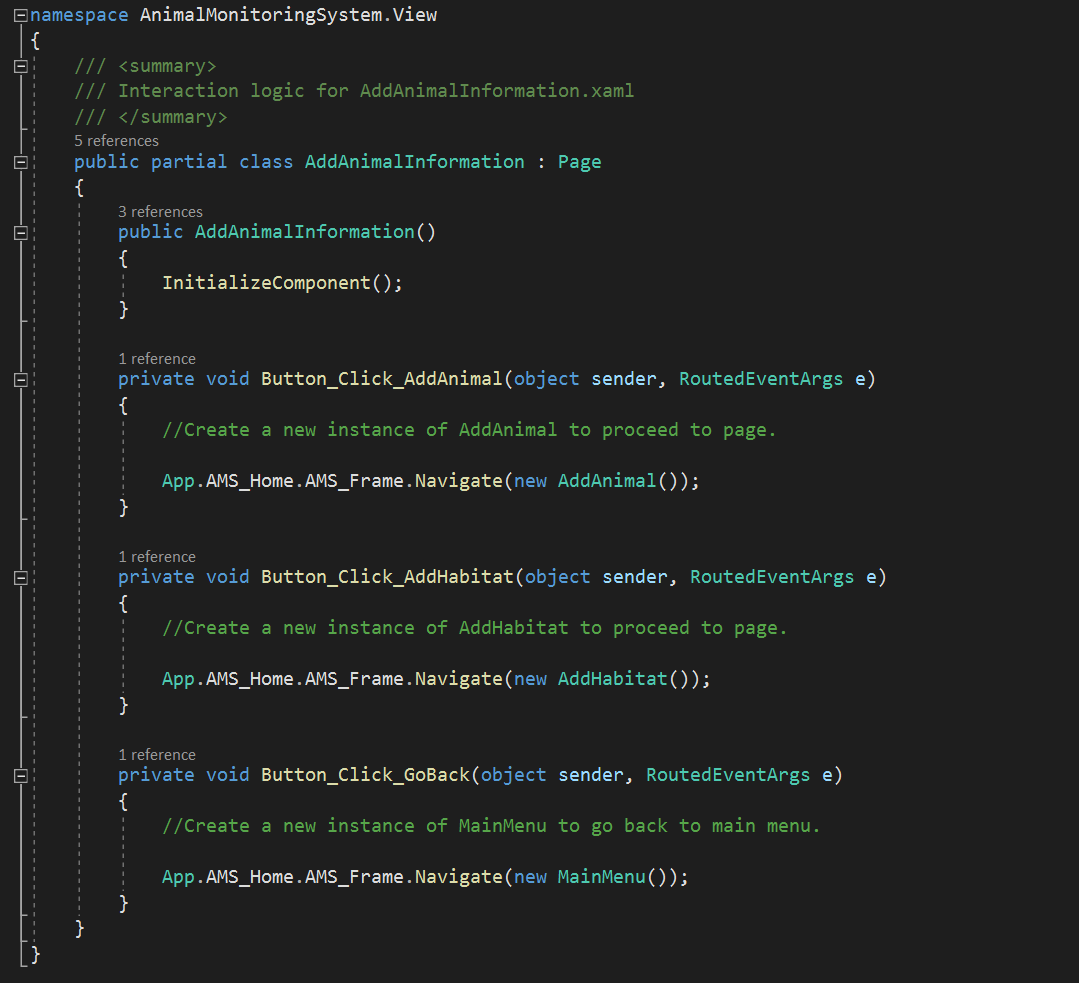 namespace AnimalMonitoringSystem.View
{
/// <summary>
/// Interaction logic for AddAnimalInformation.xaml
/// </summary>
5 references
public partial class AddAnimalInformation : Page
{
3 references
public AddAnimalInformation()
{
InitializeComponent();
}
1 reference
private void Button_Click_AddAnimal(object sender, RoutedEventArgs e)
{
//Create a new instance of AddAnimal to proceed to page.
App.AMS_Home.AMS_Frame.Navigate(new AddAnimal());
}
1 reference
private void Button_Click_AddHabitat(object sender, RoutedEventArgs e)
{
//Create a new instance of AddHabitat to proceed to page.
App.AMS_Home.AMS_Frame.Navigate(new AddHabitat());
}
1 reference
private void Button_Click_GoBack(object sender, RoutedEventArgs e)
{
//Create a new instance of MainMenu to go back to main menu.
App.AMS_Home.AMS_Frame.Navigate(new MainMenu());
}
}
}